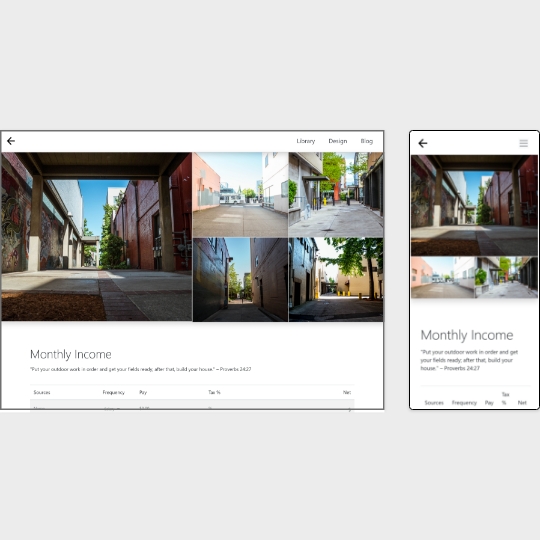 Library Design Blog
Monthly Income
"Put your outdoor work in order and get your fields ready; after that, build your house." ~ Proverbs 24:27
Sources Frequency Pay Tax % Net
Monthly Income
"Put your outdoor work in order and get
your fields ready; after that, build your
house." ~ Proverbs 24:27
Sources Frequency Pay Tax % Net